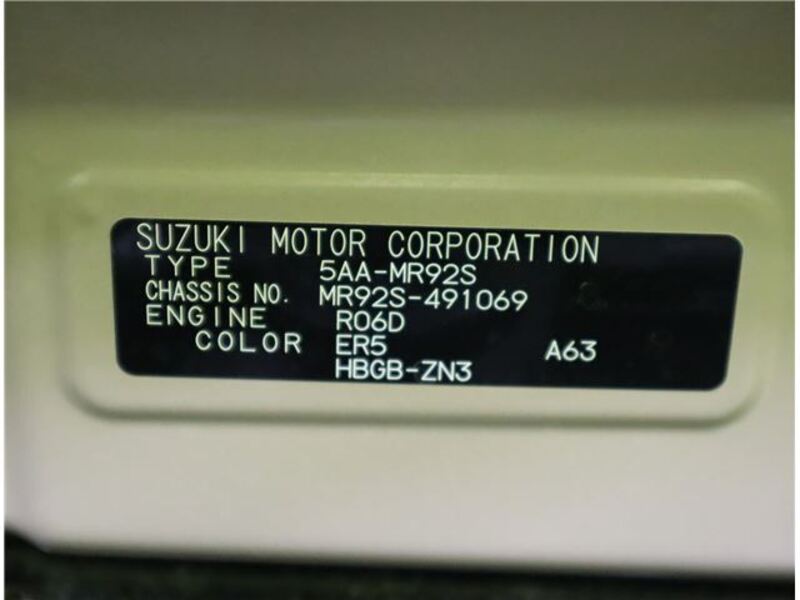 SUZUKI MOTOR CORPORATION
TYPE 5AA-MR92S
CHASSIS NO. MR92S-491069
ENGINE R06D
COLOR ER5 A63
HBGB-ZN3